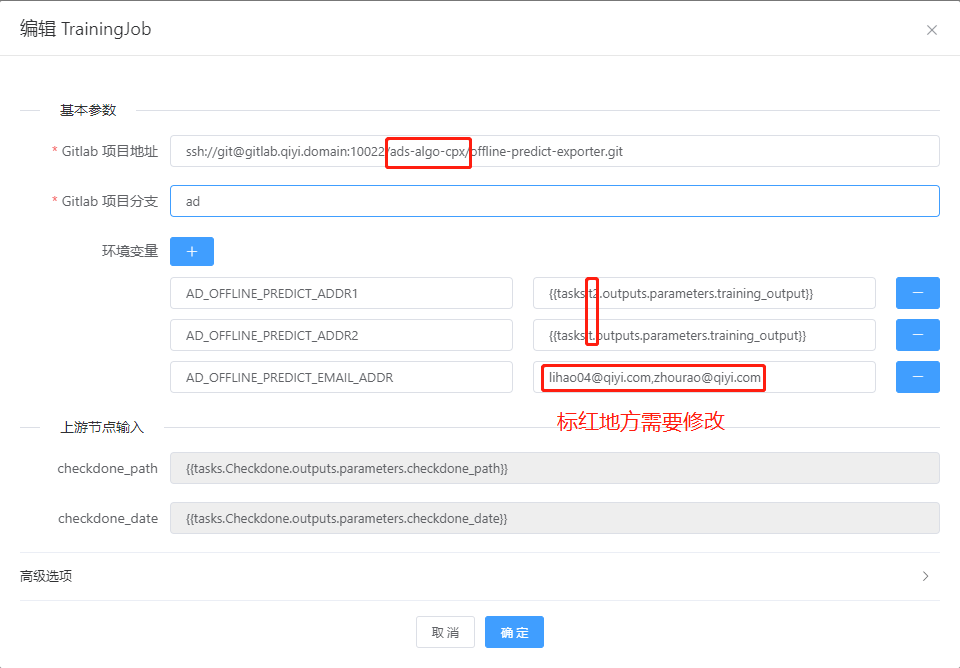 编辑 TrainingJob
基本参数
* Gitlab 项目地址 ssh://git@gitlab.qiyi.domain:10022/ads-algo-cpx/offline-predict-exporter.git
* Gitlab 项目分支 ad
环境变量
AD_OFFLINE_PREDICT_ADDR1 {{tasks.t2.outputs.parameters.training_output}}
AD_OFFLINE_PREDICT_ADDR2 {{tasks.t.outputs.parameters.training_output}}
AD_OFFLINE_PREDICT_EMAIL_ADDR lihao04@qiyi.com,zhourao@qiyi.com
标红地方需要修改
上游节点输入
checkdone_path {{tasks.Checkdone.outputs.parameters.checkdone_path}}
checkdone_date {{tasks.Checkdone.outputs.parameters.checkdone_date}}
高级选项
取消 确定